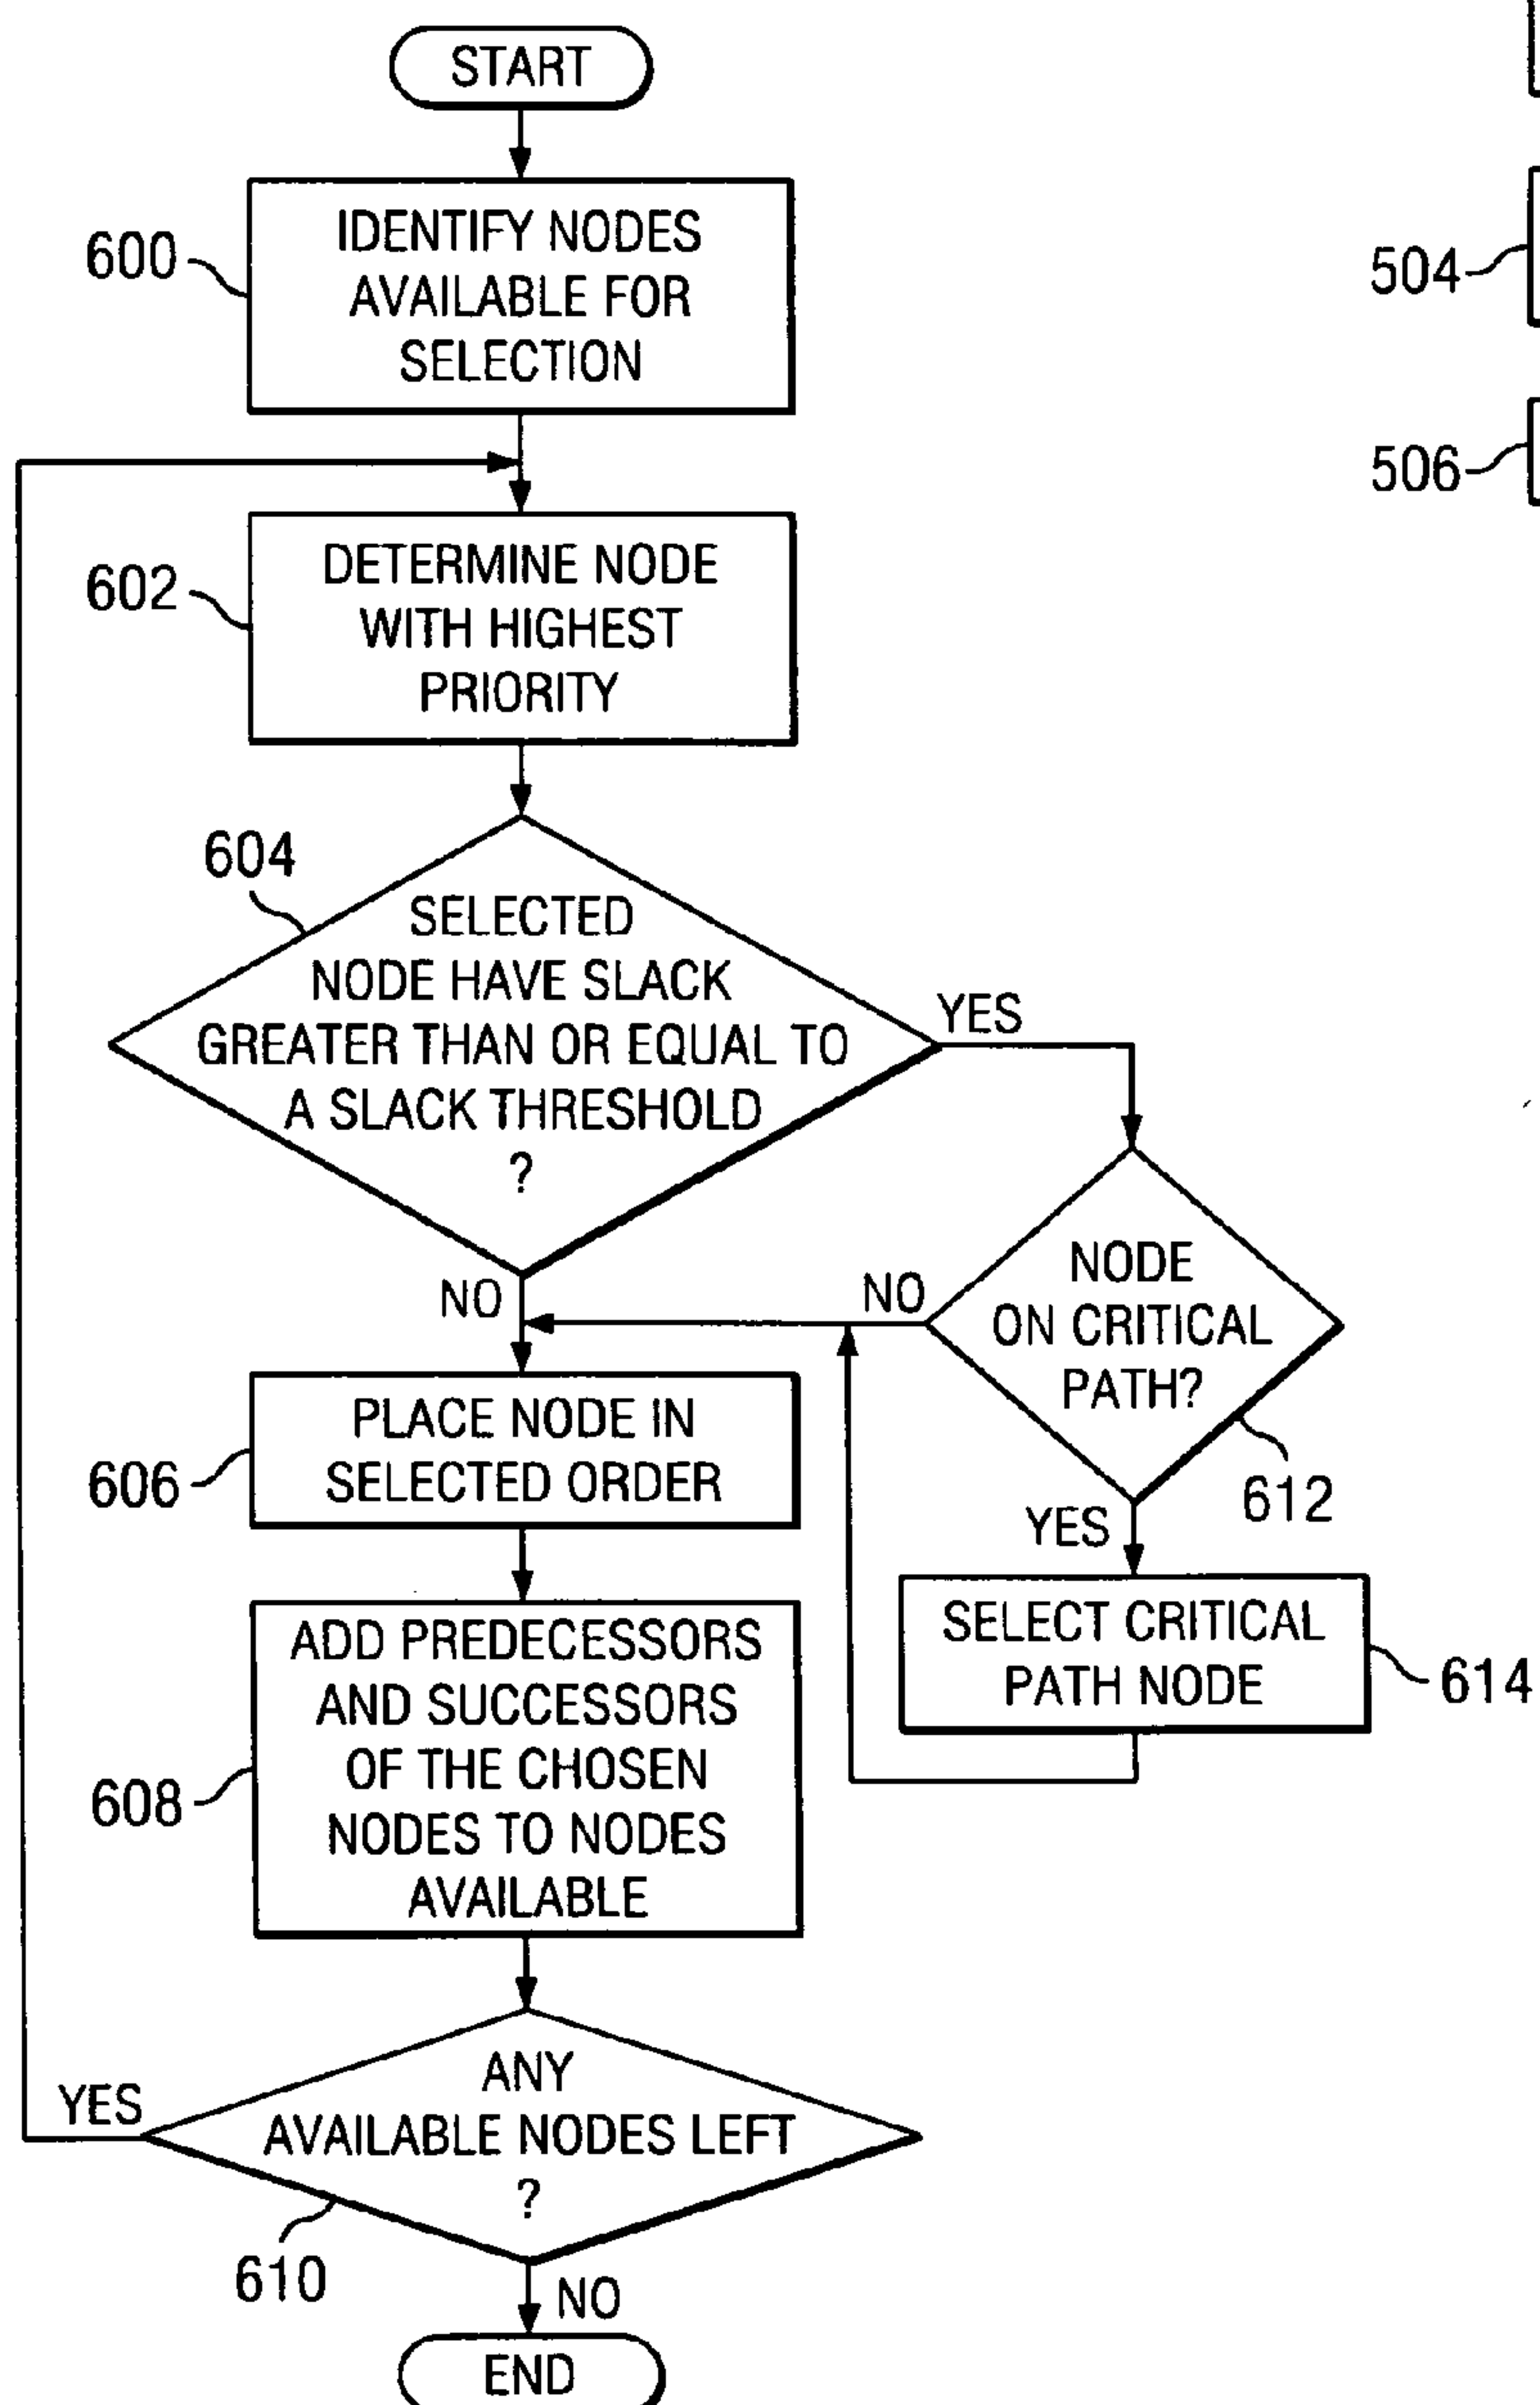 START
600
IDENTIFY NODES
AVAILABLE FOR
SELECTION
504
506
602
DETERMINE NODE
WITH HIGHEST
PRIORITY
604
SELECTED
NODE HAVE SLACK
GREATER THAN OR EQUAL TO
A SLACK THRESHOLD
?
YES
NO
NODE
ON CRITICAL
PATH?
NO
612
YES
606
PLACE NODE IN
SELECTED ORDER
SELECT CRITICAL
PATH NODE
614
608
ADD PREDECESSORS
AND SUCCESSORS
OF THE CHOSEN
NODES TO NODES
AVAILABLE
YES
ANY
AVAILABLE NODES LEFT
?
610
NO
END